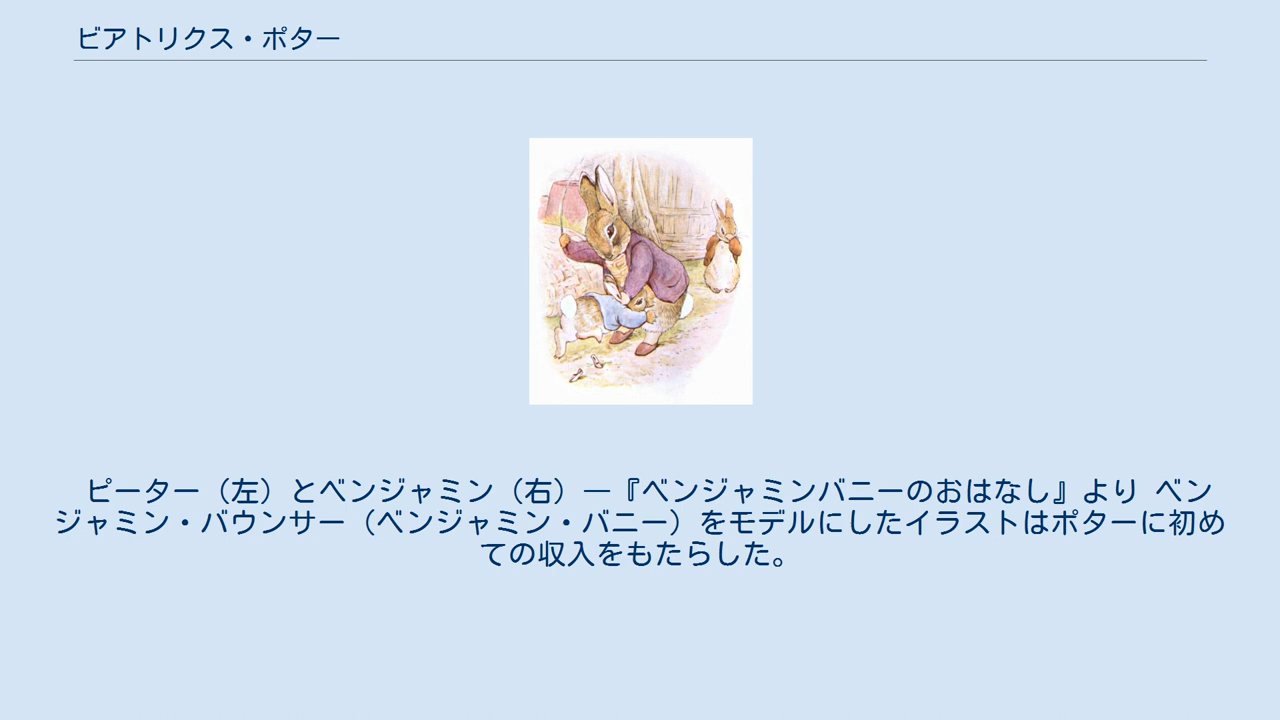 ビアトリクス・ポター
ピーター（左）とベンジャミン（右）―『ベンジャミンバニーのおはなし』より ベン
ジャミン・バウンサー（ベンジャミン・バニー）をモデルにしたイラストはポターに初め
ての収入をもたらした。